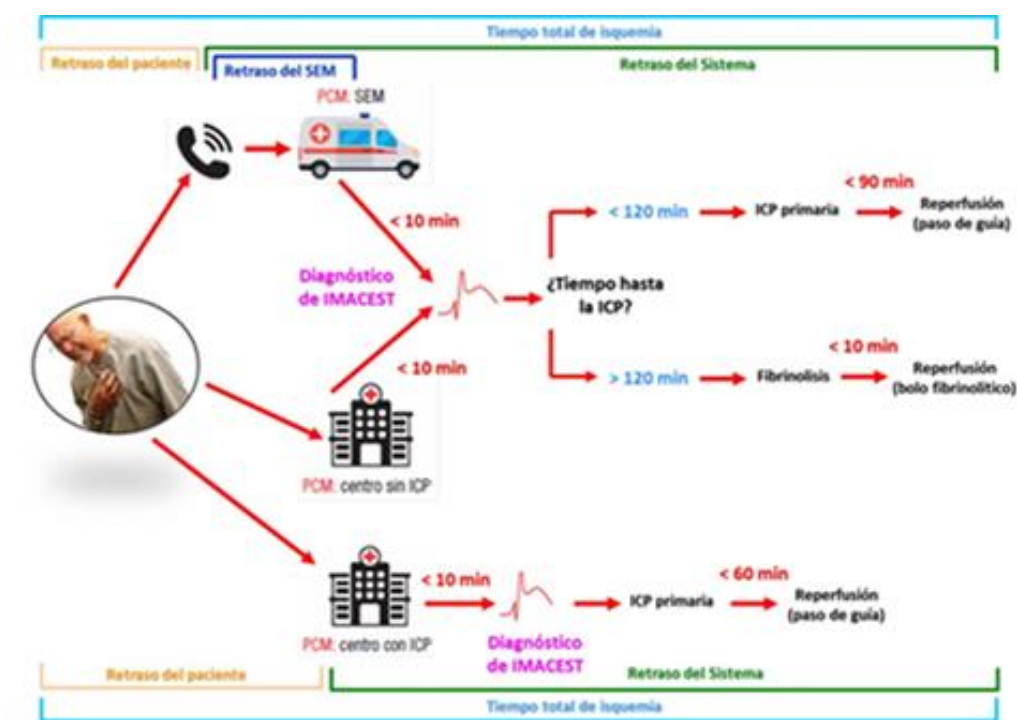 Tiempo total de isquemia
Retraso del paciente
Retraso del SEM
Retraso del Sistema
PCM: SEM
< 10 min
Diagnóstico
de IMACEST
< 10 min
¿Tiempo hasta
la ICP?
< 120 min
ICP primaria
< 90 min
Reperfusión
(paso de guía)
> 120 min
Fibrinolisis
< 10 min
Reperfusión
(bolo fibrinolítico)
PCM: centro sin ICP
PCM: centro con ICP
< 10 min
Diagnóstico
de IMACEST
ICP primaria
< 60 min
Reperfusión
(paso de guía)
Retraso del paciente
Retraso del Sistema
Tiempo total de isquemia